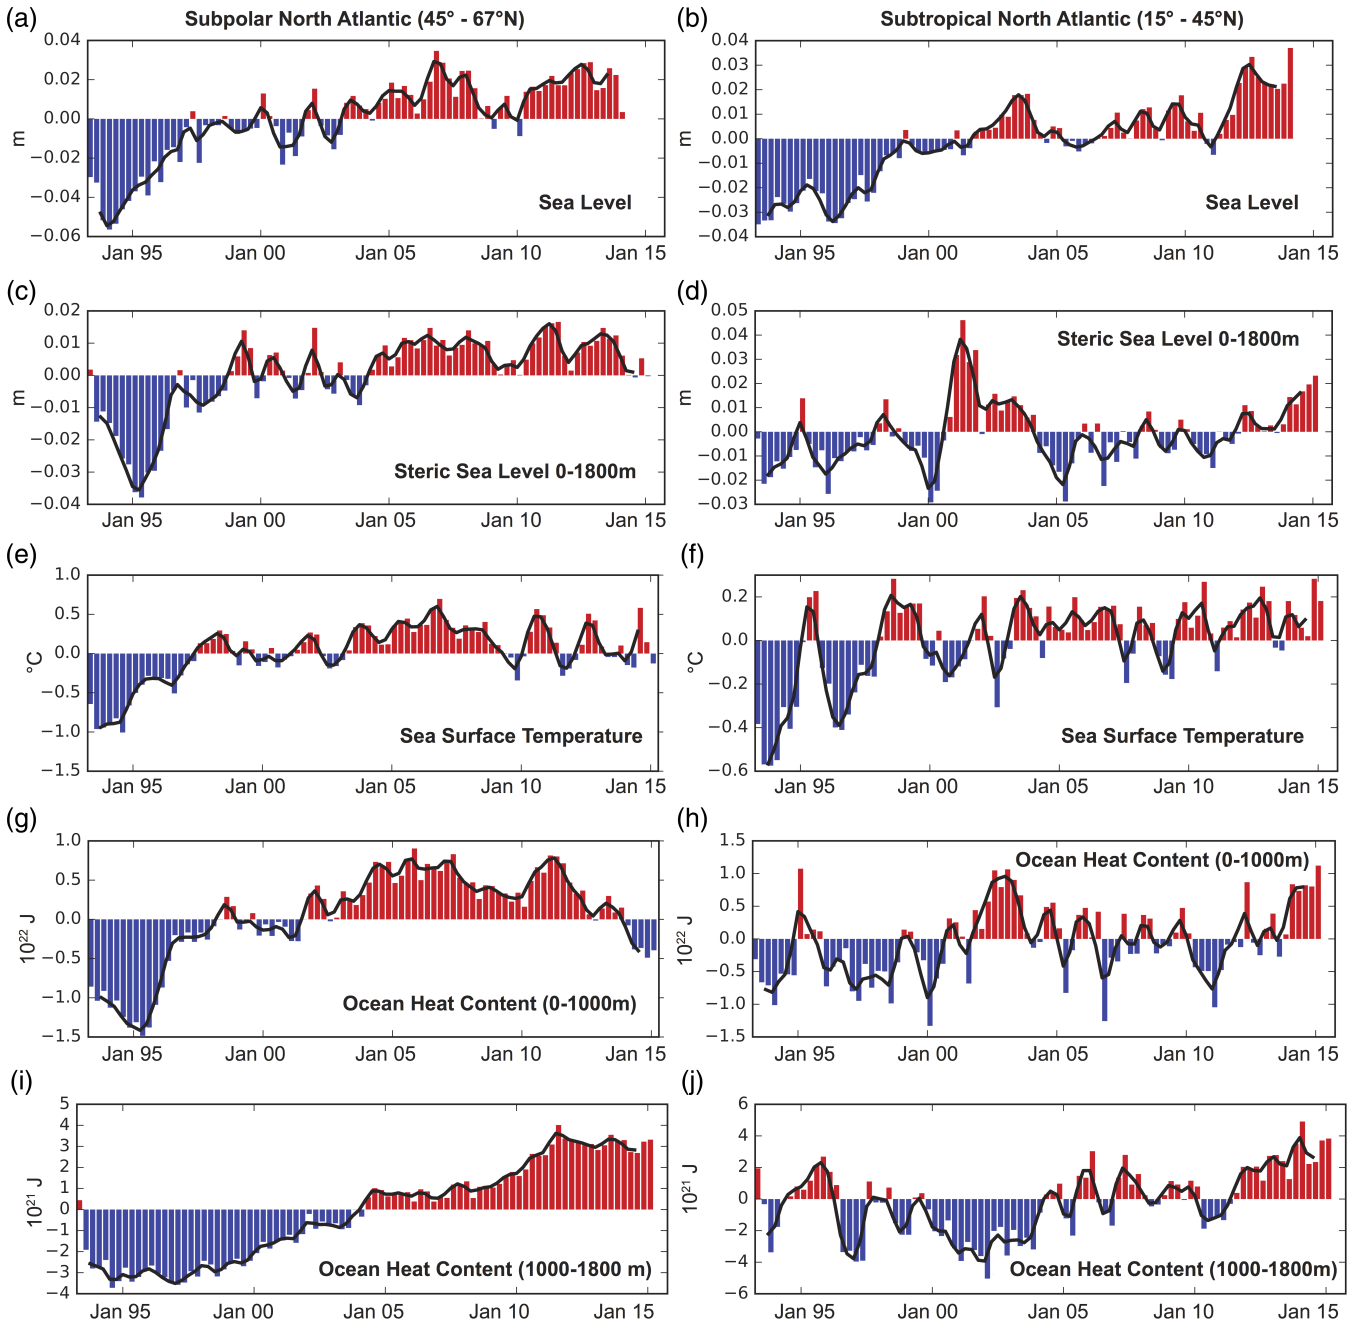 (a) Subpolar North Atlantic (45° - 67°N)
0.04
0.02
0.00
−0.02
−0.04
−0.06
m
Sea Level
Jan 95 Jan 00 Jan 05 Jan 10 Jan 15
(b) Subtropical North Atlantic (15° - 45°N)
0.04
0.03
0.02
0.01
0.00
−0.01
−0.02
−0.03
−0.04
m
Sea Level
Jan 95 Jan 00 Jan 05 Jan 10 Jan 15
(c)
0.02
0.01
0.00
−0.01
−0.02
−0.03
−0.04
m
Steric Sea Level 0-1800m
Jan 95 Jan 00 Jan 05 Jan 10 Jan 15
(d)
0.05
0.04
0.03
0.02
0.01
0.00
−0.01
−0.02
−0.03
m
Steric Sea Level 0-1800m
Jan 95 Jan 00 Jan 05 Jan 10 Jan 15
(e)
1.0
0.5
0.0
−0.5
−1.0
−1.5
°C
Sea Surface Temperature
Jan 95 Jan 00 Jan 05 Jan 10 Jan 15
(f)
0.2
0.0
−0.2
−0.4
−0.6
°C
Sea Surface Temperature
Jan 95 Jan 00 Jan 05 Jan 10 Jan 15
(g)
1.0
0.5
0.0
−0.5
−1.0
−1.5
10²² J
Ocean Heat Content (0-1000m)
Jan 95 Jan 00 Jan 05 Jan 10 Jan 15
(h)
1.5
1.0
0.5
0.0
−0.5
−1.0
−1.5
10²² J
Ocean Heat Content (0-1000m)
Jan 95 Jan 00 Jan 05 Jan 10 Jan 15
(i)
5
4
3
2
1
0
−1
−2
−3
−4
10²¹ J
Ocean Heat Content (1000-1800 m)
Jan 95 Jan 00 Jan 05 Jan 10 Jan 15
(j)
6
4
2
0
−2
−4
−6
10²¹ J
Ocean Heat Content (1000-1800m)
Jan 95 Jan 00 Jan 05 Jan 10 Jan 15